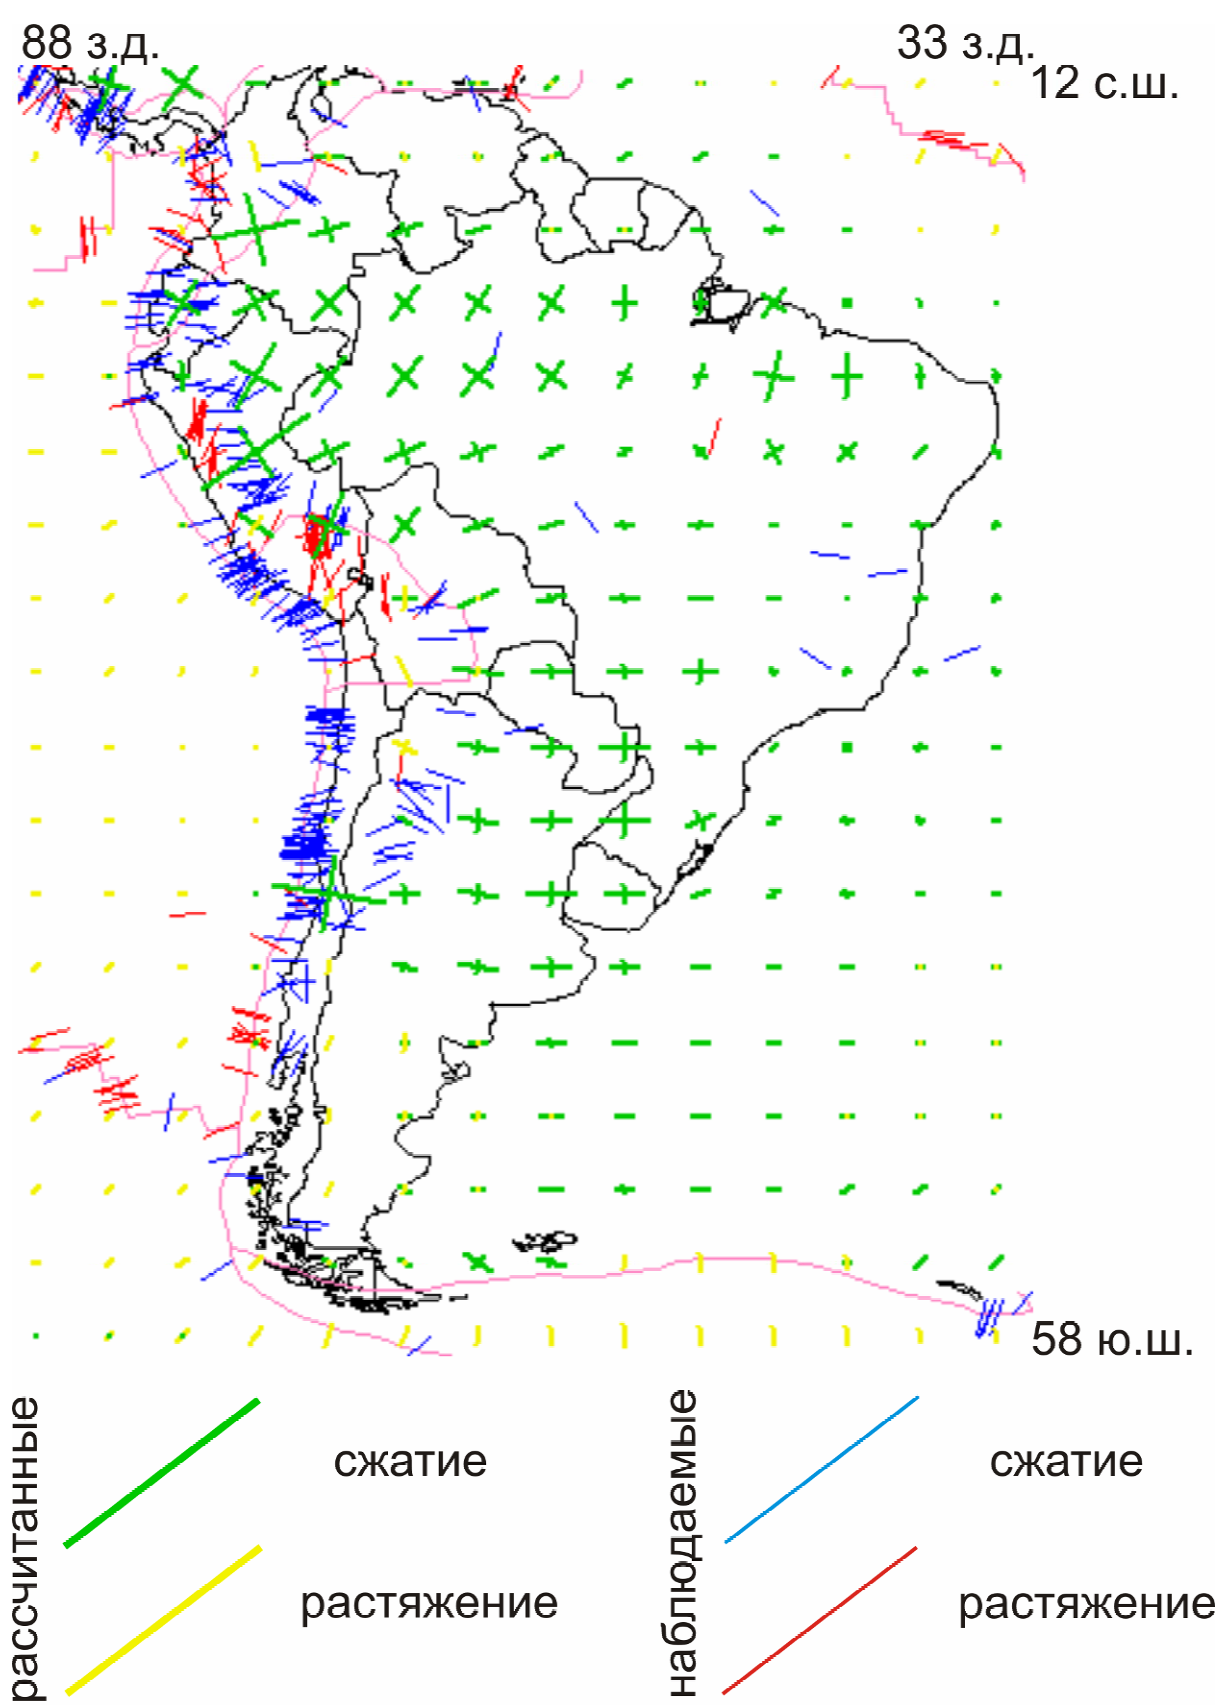 88 з.д.
33 з.д.
12 с.ш.
58 ю.ш.
рассчитанные
сжатие
растяжение
наблюдаемые
сжатие
растяжение